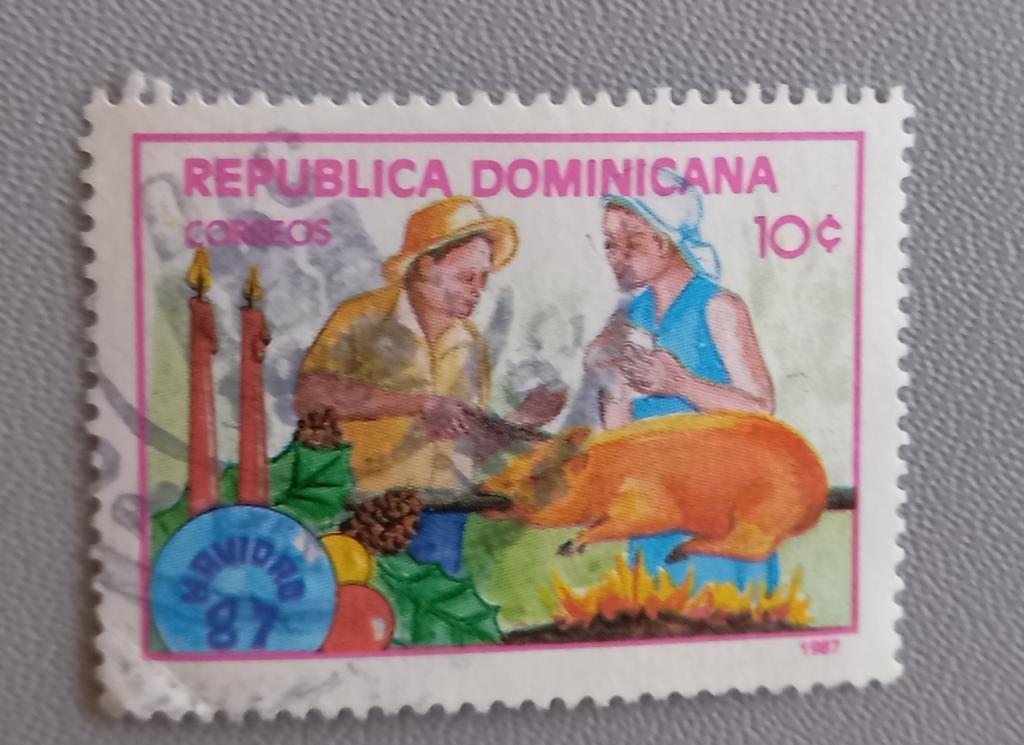 REPUBLICA DOMINICANA
CORREOS
10¢
NAVIDAD
87
1987